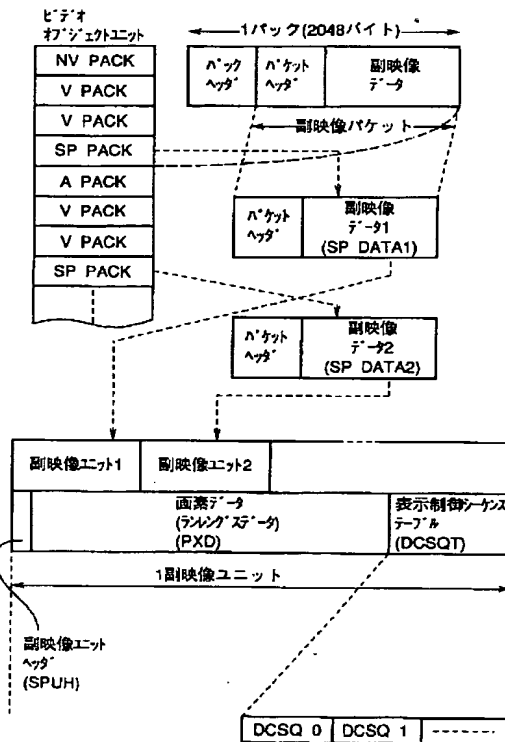 ビデオ
オブジェクトユニット
NV PACK
V PACK
V PACK
SP PACK
A PACK
V PACK
V PACK
SP PACK
1パック(2048バイト)
パック
ヘッダ
パケット
ヘッダ
副映像
データ
副映像パケット
パケット
ヘッダ
副映像
データ1
(SP DATA1)
パケット
ヘッダ
副映像
データ2
(SP DATA2)
副映像ユニット1
副映像ユニット2
画素データ
(ランレングスデータ)
(PXD)
表示制御シーケンス
テーブル
(DCSQT)
1副映像ユニット
副映像ユニット
ヘッダ
(SPUH)
DCSQ 0
DCSQ 1